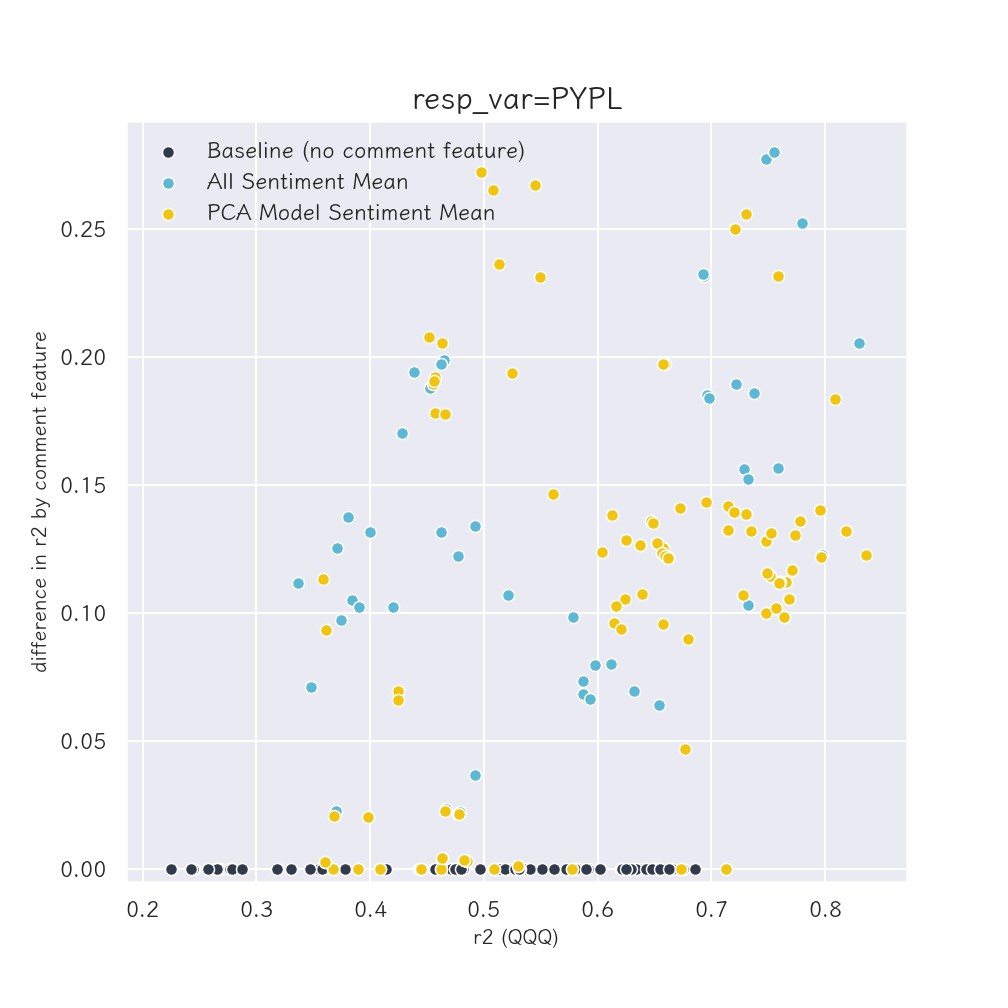 resp_var=PYPL
Baseline (no comment feature)
All Sentiment Mean
PCA Model Sentiment Mean
difference in r2 by comment feature
0.25
0.20
0.15
0.10
0.05
0.00
0.2 0.3 0.4 0.5 0.6 0.7 0.8
r2 (QQQ)